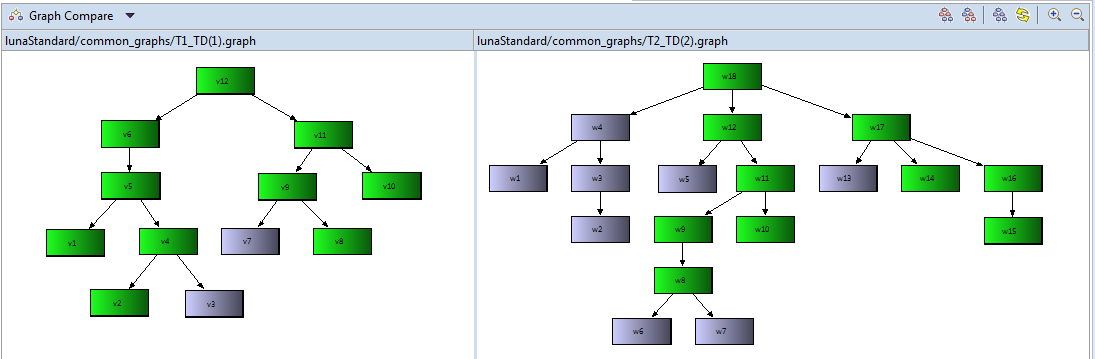 Graph Compare
lunaStandard/common_graphs/T1_TD(1).graph
lunaStandard/common_graphs/T2_TD(2).graph
v12
v6
v11
v5
v9
v10
v1
v4
v7
v8
v2
v3
w18
w4
w12
w17
w1
w3
w5
w11
w13
w14
w16
w2
w9
w10
w15
w8
w6
w7